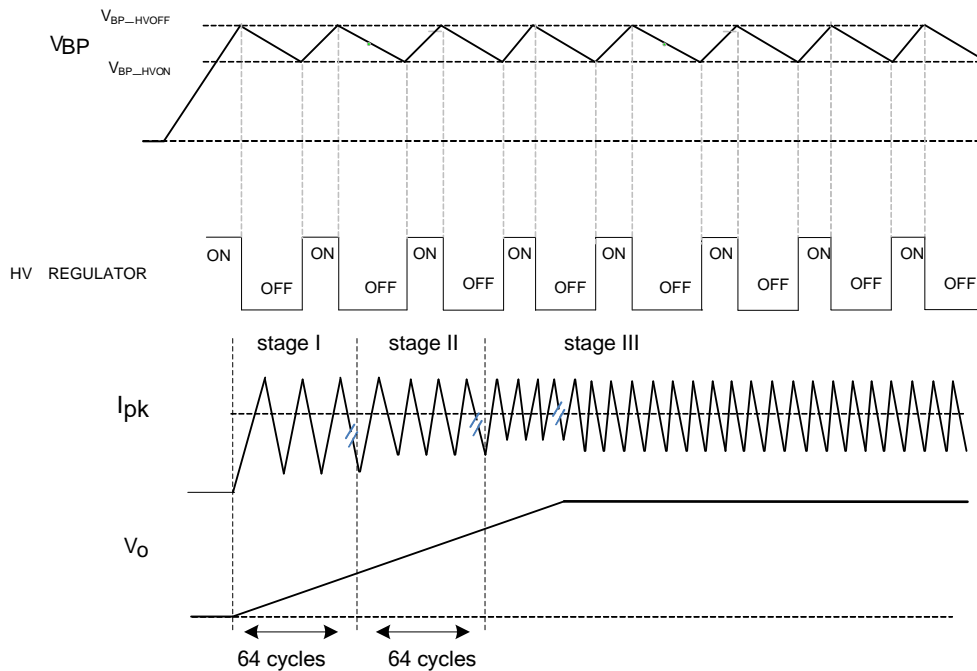 VBP_HVOFF
VBP
VBP_HVON
ON ON ON ON ON ON ON ON
HV REGULATOR
OFF OFF OFF OFF OFF OFF OFF OFF
stage I stage II stage III
Ipk
Vo
64 cycles 64 cycles